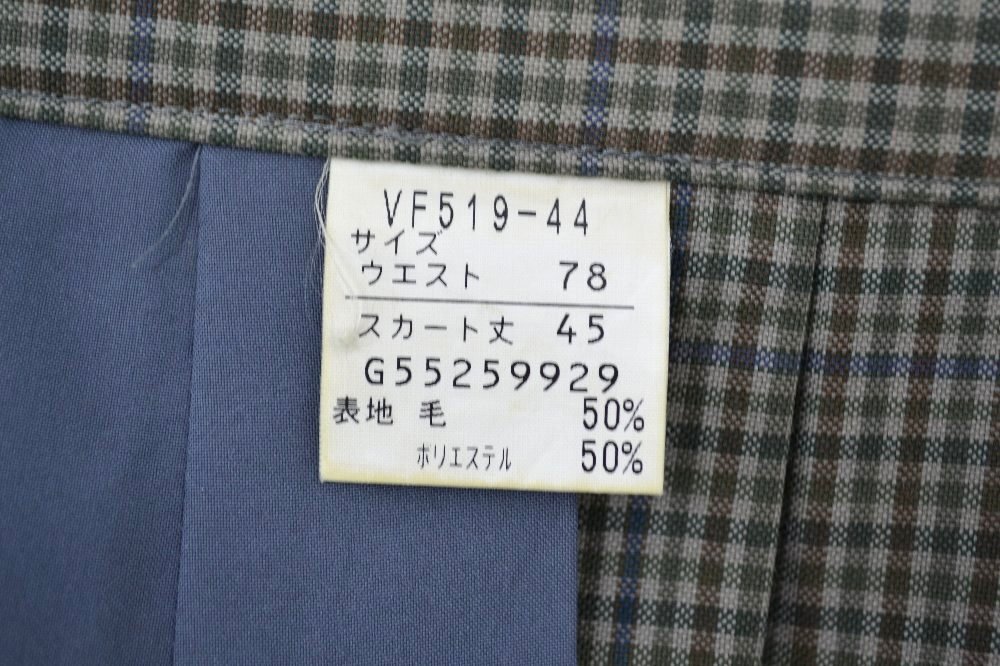 VF519-44
サイズ
ウエスト 78
スカート丈 45
G55259929
表地 毛 50%
ポリエステル 50%